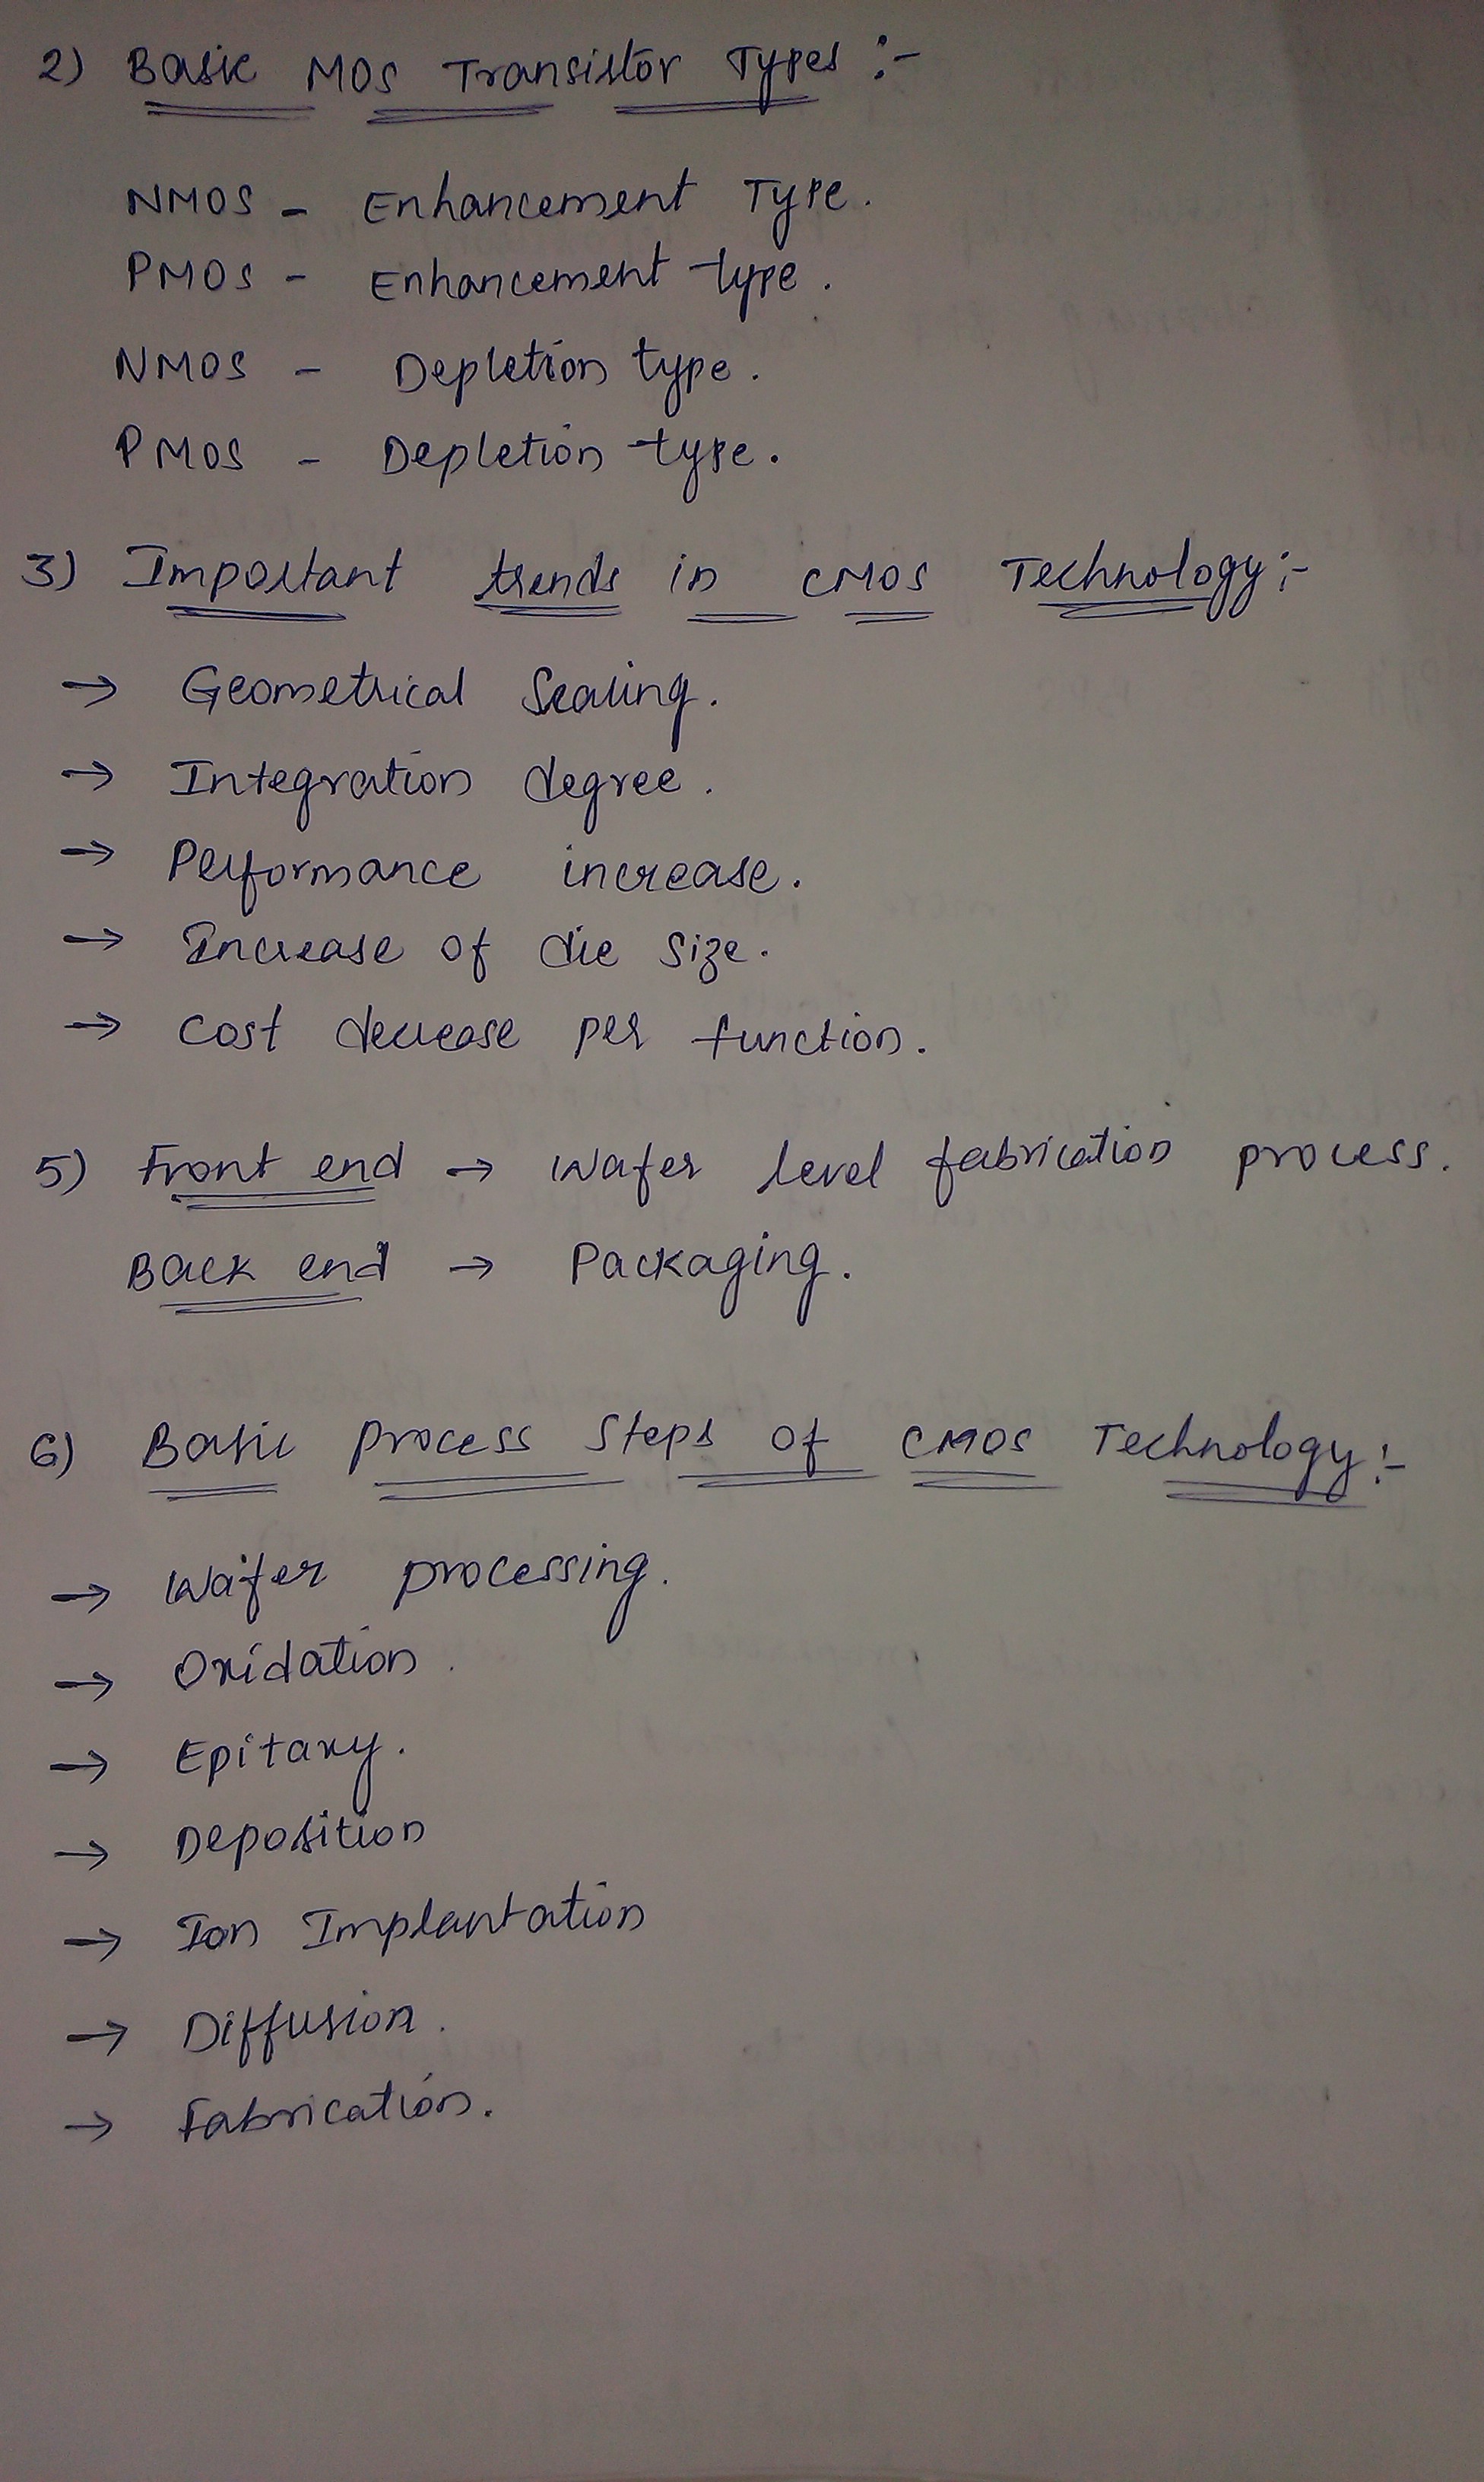 2) Basic MOS Transistor Types :-
NMOS - Enhancement Type.
PMOS - Enhancement type.
NMOS - Depletion type.
PMOS - Depletion type.
3) Important trends in CMOS Technology :-
→ Geometrical Scaling.
→ Integration degree.
→ Performance increase.
→ Increase of die size.
→ Cost decrease per function.
5) Front end → Wafer level fabrication process.
Back end → Packaging.
6) Basic process steps of CMOS Technology :-
→ Wafer processing.
→ Oxidation.
→ Epitaxy.
→ Deposition
→ Ion Implantation
→ Diffusion.
→ Fabrication.